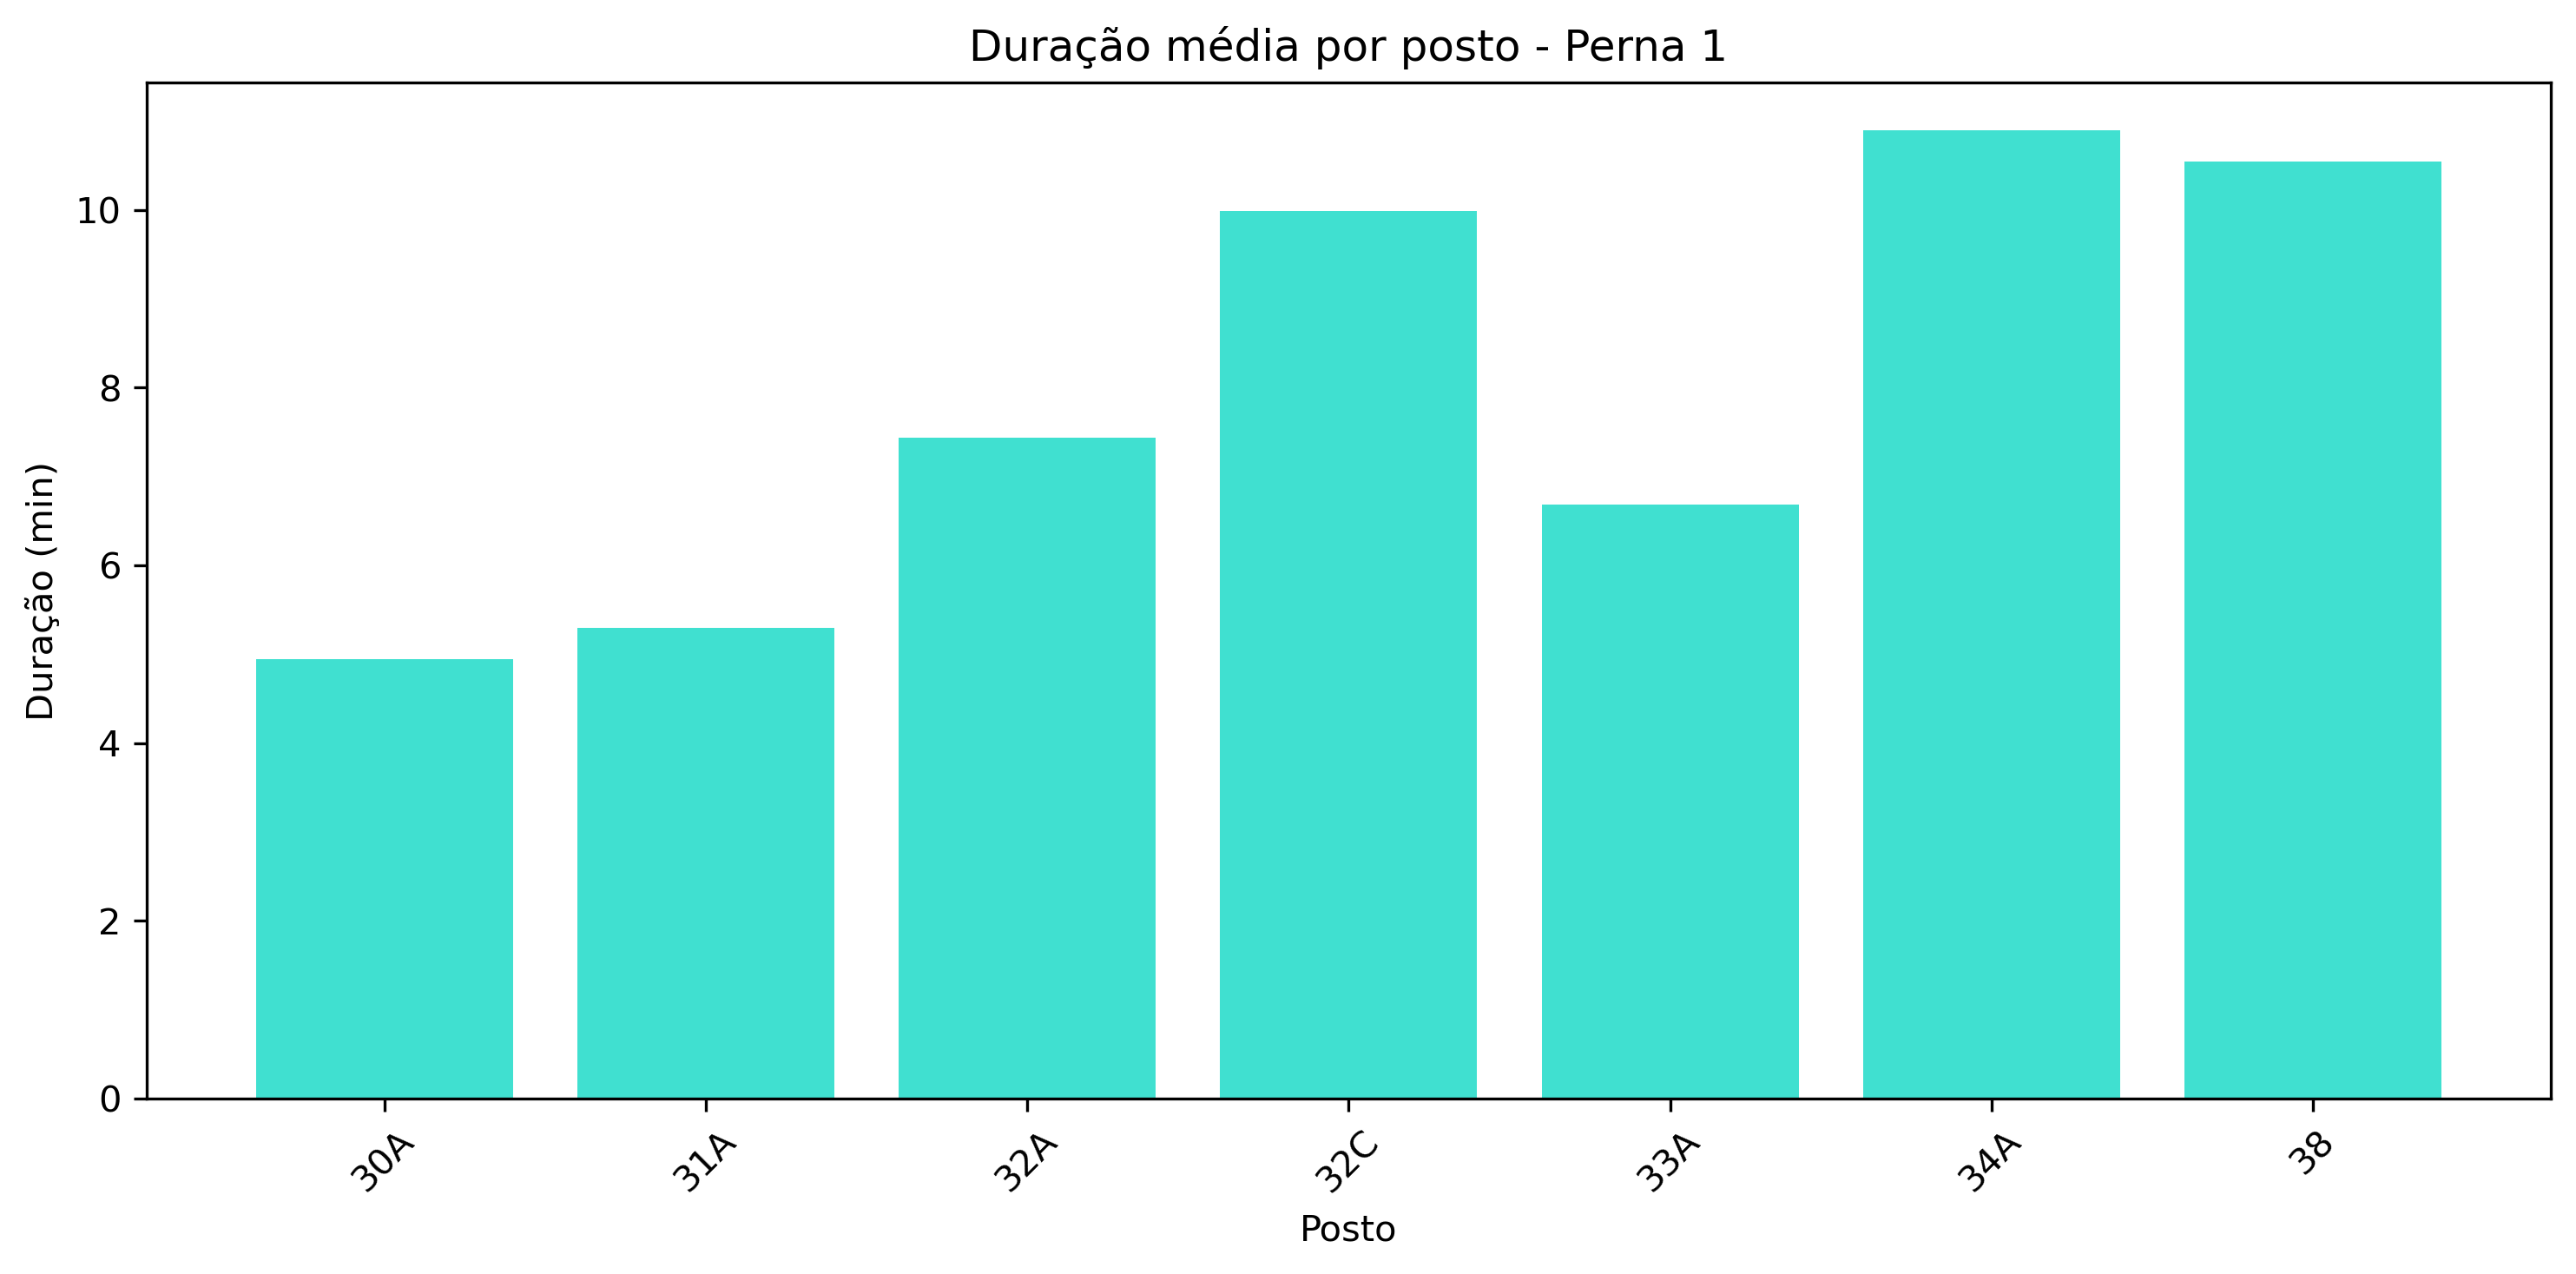 Duração média por posto - Perna 1
Duração (min)
10
8
6
4
2
0
30A
31A
32A
32C
33A
34A
38
Posto